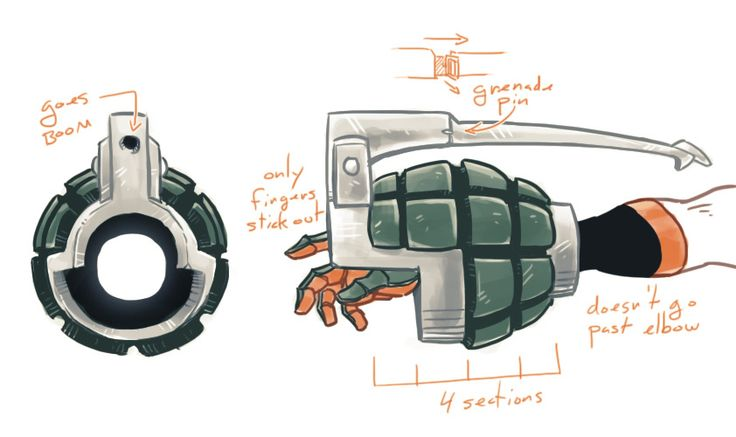 goes
BOOM
grenade
pin
only
fingers
stick out
doesn't go
past elbow
4 sections